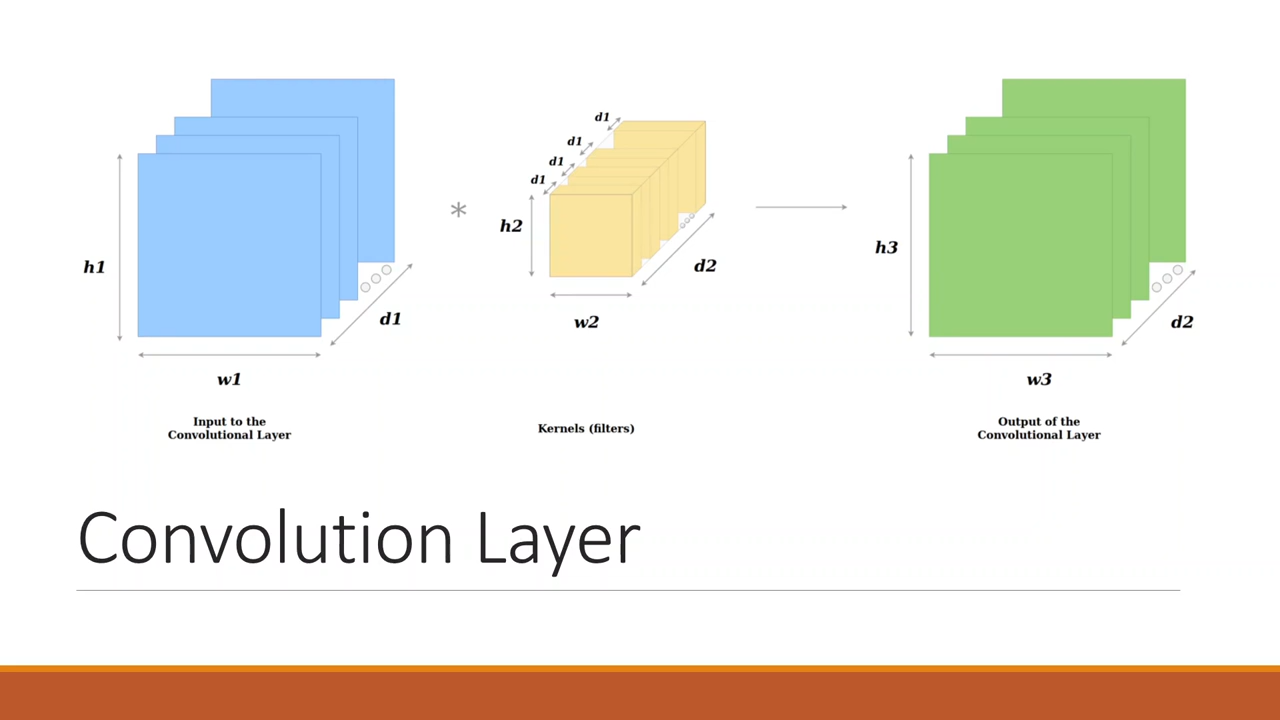 h1
w1
d1
Input to the
Convolutional Layer
*
d1
d1
d1
d1
h2
w2
d2
Kernels (filters)
h3
w3
d2
Output of the
Convolutional Layer
Convolution Layer